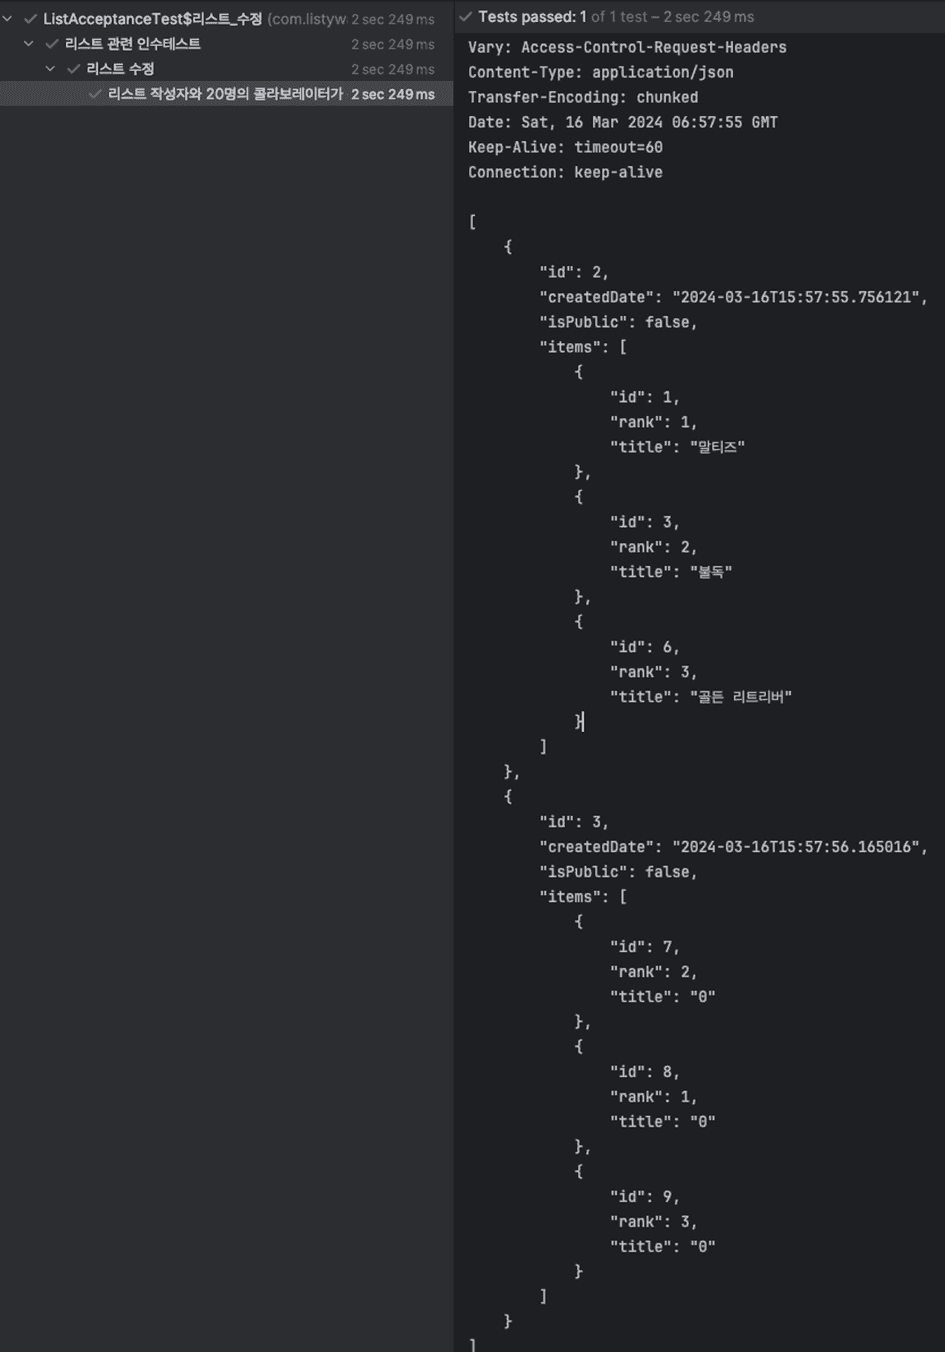 ListAcceptanceTest$리스트_수정 (com.listyw 2 sec 249 ms
리스트 관련 인수테스트 2 sec 249 ms
리스트 수정 2 sec 249 ms
리스트 작성자와 20명의 콜라보레이터가 2 sec 249 ms
Tests passed: 1 of 1 test – 2 sec 249 ms
Vary: Access-Control-Request-Headers
Content-Type: application/json
Transfer-Encoding: chunked
Date: Sat, 16 Mar 2024 06:57:55 GMT
Keep-Alive: timeout=60
Connection: keep-alive
[
{
"id": 2,
"createdDate": "2024-03-16T15:57:55.756121",
"isPublic": false,
"items": [
{
"id": 1,
"rank": 1,
"title": "말티즈"
},
{
"id": 3,
"rank": 2,
"title": "불독"
},
{
"id": 6,
"rank": 3,
"title": "골든 리트리버"
}
]
},
{
"id": 3,
"createdDate": "2024-03-16T15:57:56.165016",
"isPublic": false,
"items": [
{
"id": 7,
"rank": 2,
"title": "0"
},
{
"id": 8,
"rank": 1,
"title": "0"
},
{
"id": 9,
"rank": 3,
"title": "0"
}
]
}
]